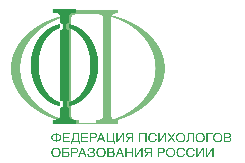 ФЕДЕРАЦИЯ ПСИХОЛОГОВ
ОБРАЗОВАНИЯ РОССИИ